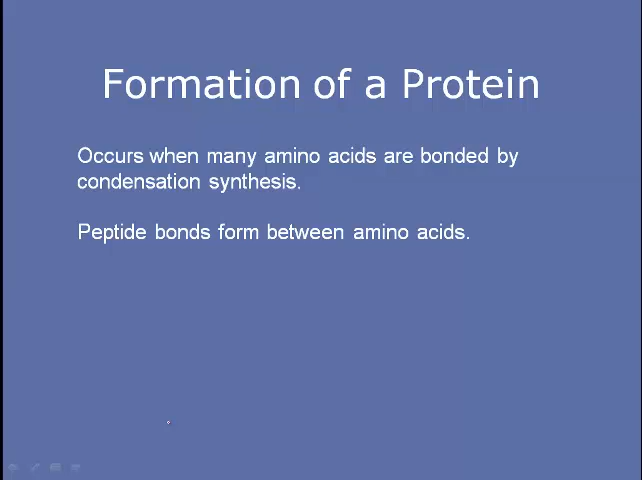 Formation of a Protein
Occurs when many amino acids are bonded by
condensation synthesis.
Peptide bonds form between amino acids.